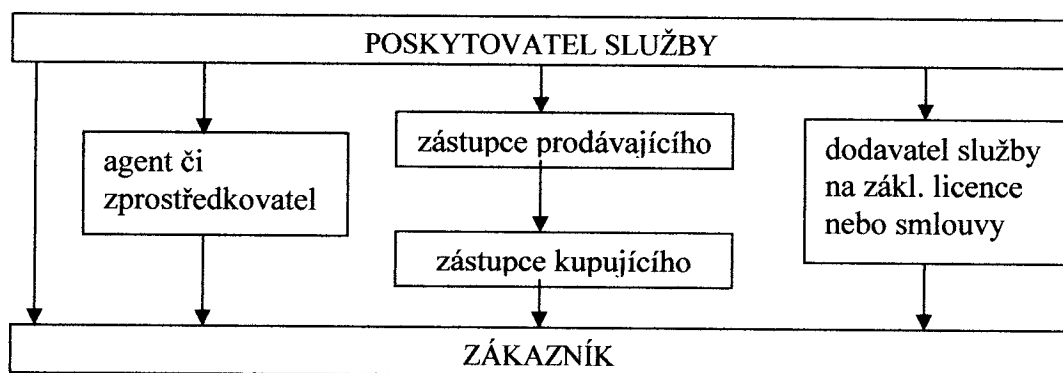 POSKYTOVATEL SLUŽBY
agent či
zprostředkovatel
zástupce prodávajícího
zástupce kupujícího
dodavatel služby
na zákl. licence
nebo smlouvy
ZÁKAZNÍK